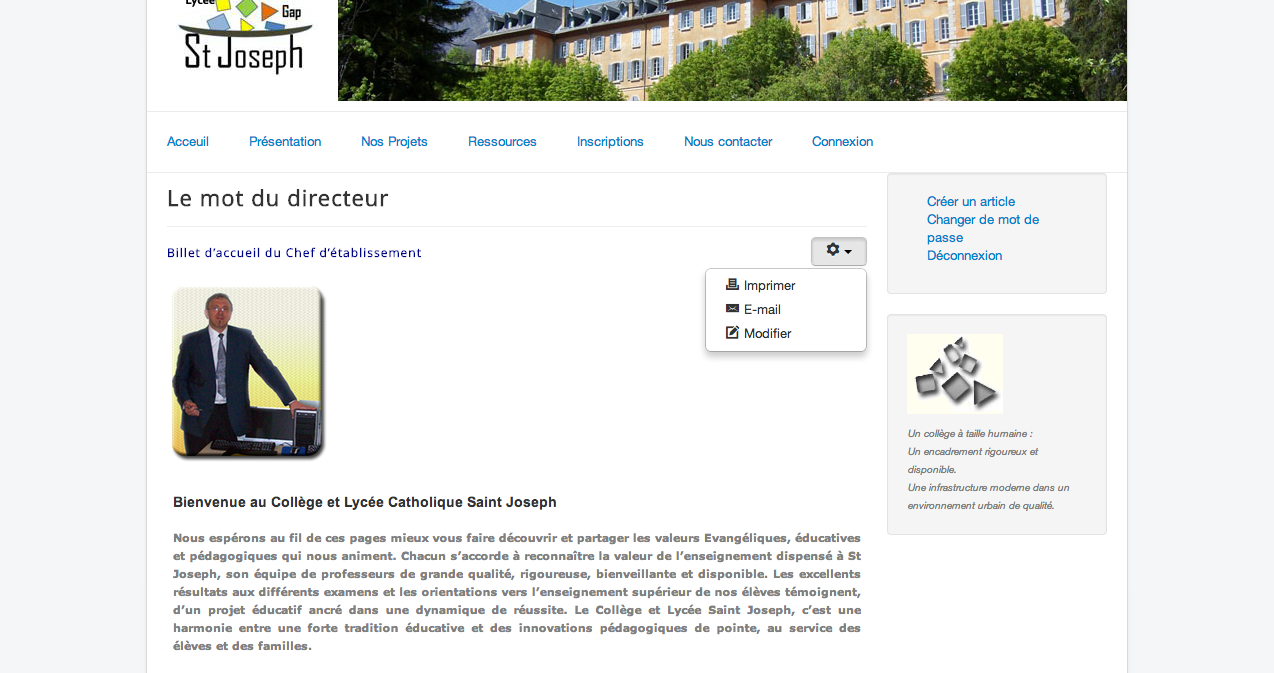 Lycée
Gap
St Joseph
Acceuil Présentation Nos Projets Ressources Inscriptions Nous contacter Connexion
Le mot du directeur
Billet d’accueil du Chef d’établissement
Imprimer
E-mail
Modifier
Bienvenue au Collège et Lycée Catholique Saint Joseph
Nous espérons au fil de ces pages mieux vous faire découvrir et partager les valeurs Evangéliques, éducatives
et pédagogiques qui nous animent. Chacun s’accorde à reconnaître la valeur de l’enseignement dispensé à St
Joseph, son équipe de professeurs de grande qualité, rigoureuse, bienveillante et disponible. Les excellents
résultats aux différents examens et les orientations vers l’enseignement supérieur de nos élèves témoignent,
d’un projet éducatif ancré dans une dynamique de réussite. Le Collège et Lycée Saint Joseph, c’est une
harmonie entre une forte tradition éducative et des innovations pédagogiques de pointe, au service des
élèves et des familles.
Créer un article
Changer de mot de
passe
Déconnexion
Un collège à taille humaine :
Un encadrement rigoureux et
disponible.
Une infrastructure moderne dans un
environnement urbain de qualité.